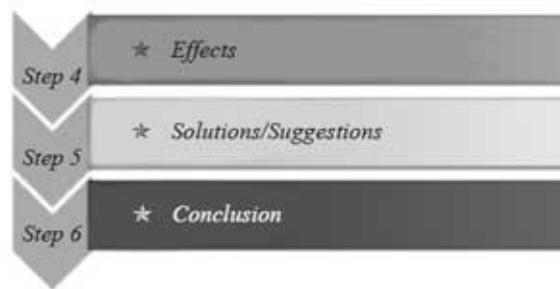 Step 4 ✯ Effects
Step 5 ✯ Solutions/Suggestions
Step 6 ✯ Conclusion